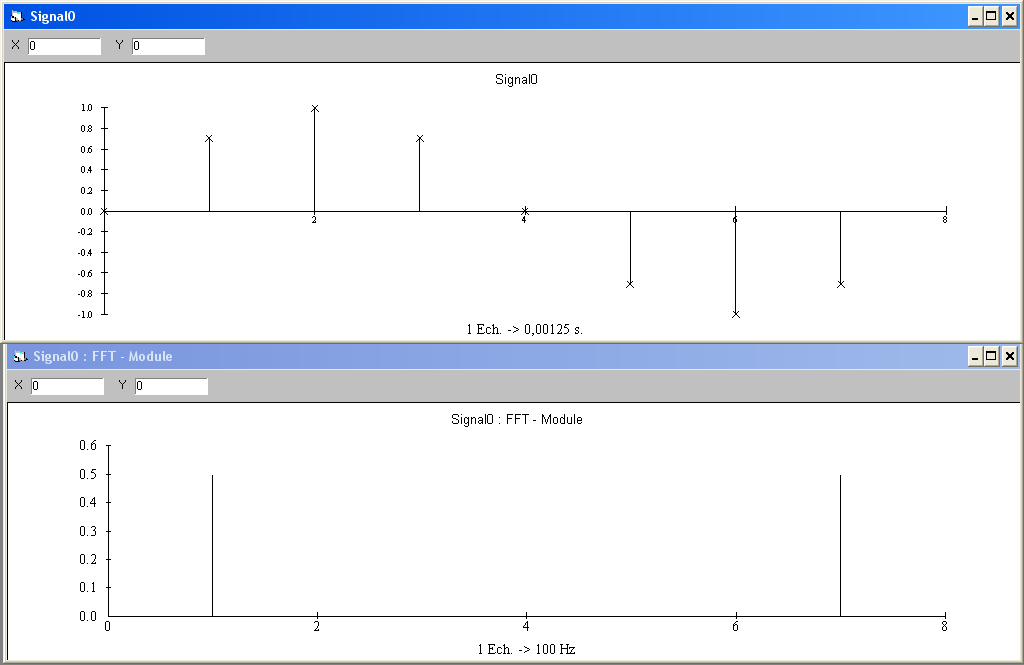 Signal0
X 0 Y 0
Signal0
1.0
0.8
0.6
0.4
0.2
0.0
-0.2
-0.4
-0.6
-0.8
-1.0
2 4 6 8
1 Ech. -> 0,00125 s.
Signal0 : FFT - Module
X 0 Y 0
Signal0 : FFT - Module
0.6
0.5
0.4
0.3
0.2
0.1
0.0
0 2 4 6 8
1 Ech. -> 100 Hz